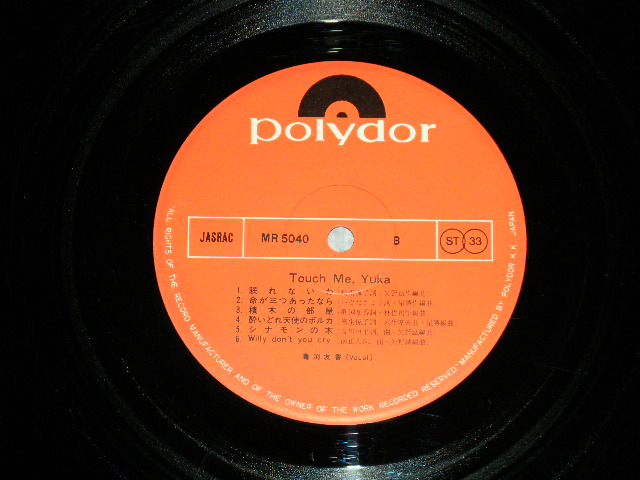 polydor
JASRAC MR 5040 B ST 33
Touch Me, Yuka
1. 眠れない
2. 命が三つあったなら
3. 積木の部屋
4. 酔いどれ天使のポルカ
5. シナモンの木
6. Willy don't you cry
亀渕友香 (Vocal)
ALL RIGHTS OF THE RECORD MANUFACTURER AND OF THE OWNER OF THE WORK RECORDED RESERVED MANUFACTURED BY POLYDOR K.K. JAPAN